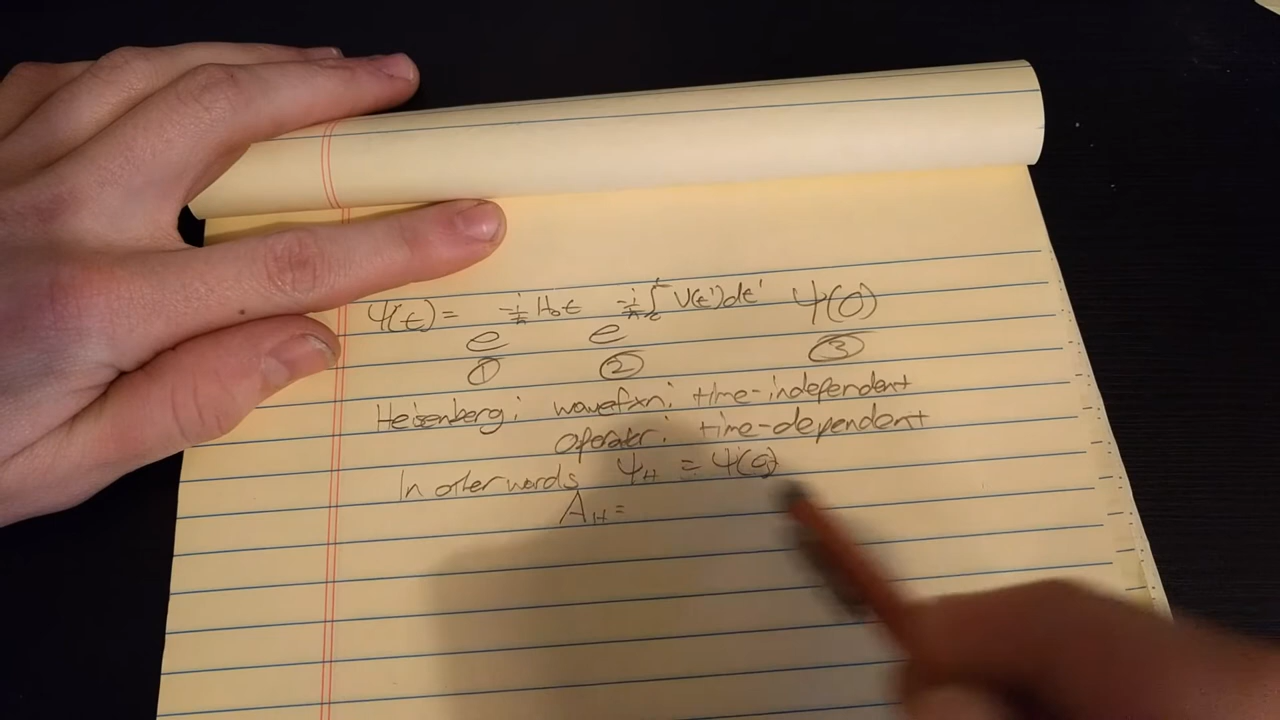 ψ(t) = e^{-i/ħ H₀t} e^{-i/ħ ∫ᵗ V(t')dt'} ψ(0)
① ② ③
Heisenberg: wavefxn: time-independent
operator: time-dependent
In other words ψ_H = ψ(0)
A_H =